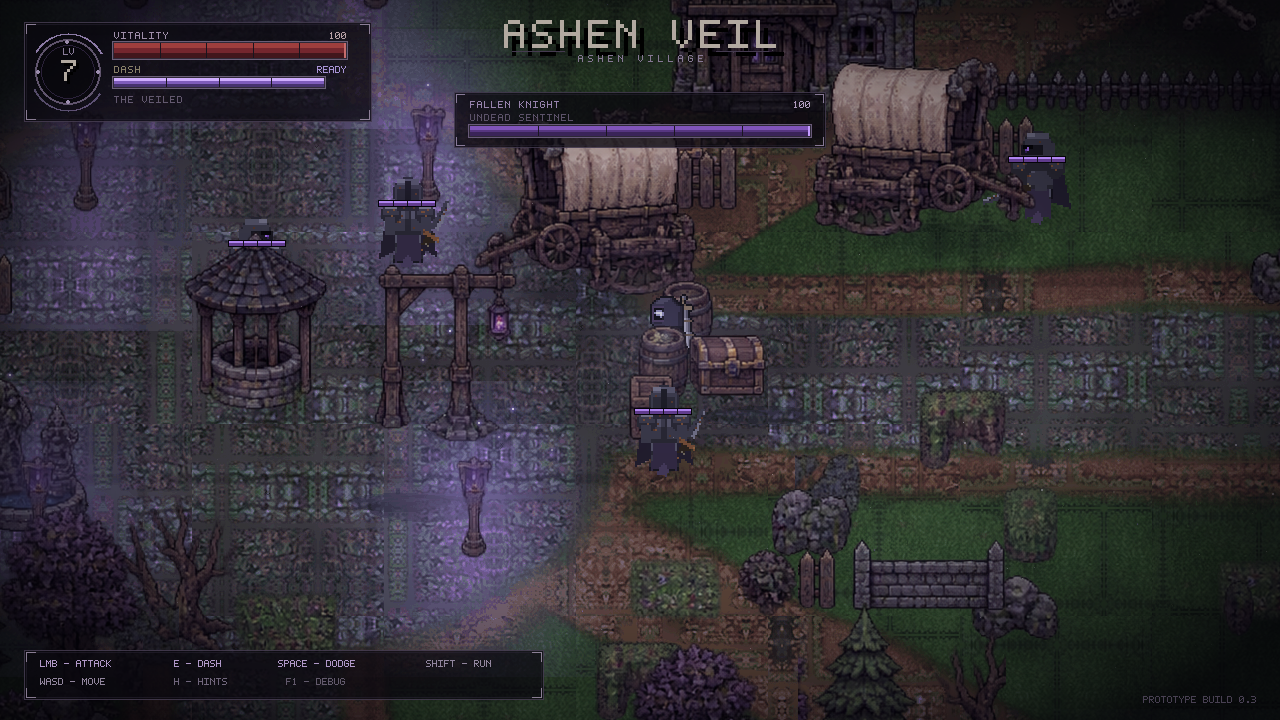 ASHEN VEIL
ASHEN VILLAGE
LV
7
VITALITY 100
DASH READY
THE VEILED
FALLEN KNIGHT 100
UNDEAD SENTINEL
LMB - ATTACK E - DASH SPACE - DODGE SHIFT - RUN
WASD - MOVE H - HINTS F1 - DEBUG
PROTOTYPE BUILD 0.3